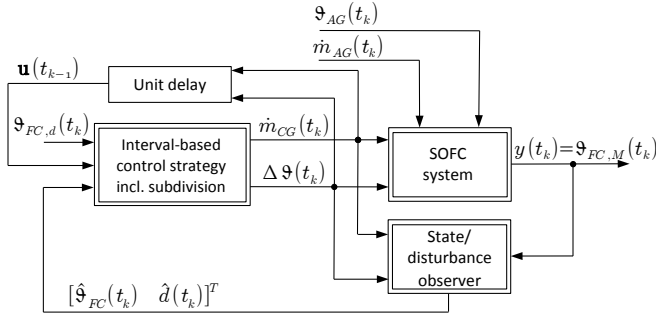 ϑ_AG(t_k)
ṁ_AG(t_k)
u(t_{k−1})
Unit delay
ϑ_FC,d(t_k)
Interval-based
control strategy
incl. subdivision
ṁ_CG(t_k)
Δϑ(t_k)
SOFC
system
y(t_k)=ϑ_FC,M(t_k)
State/
disturbance
observer
[ϑ̂_FC(t_k) d̂(t_k)]^T